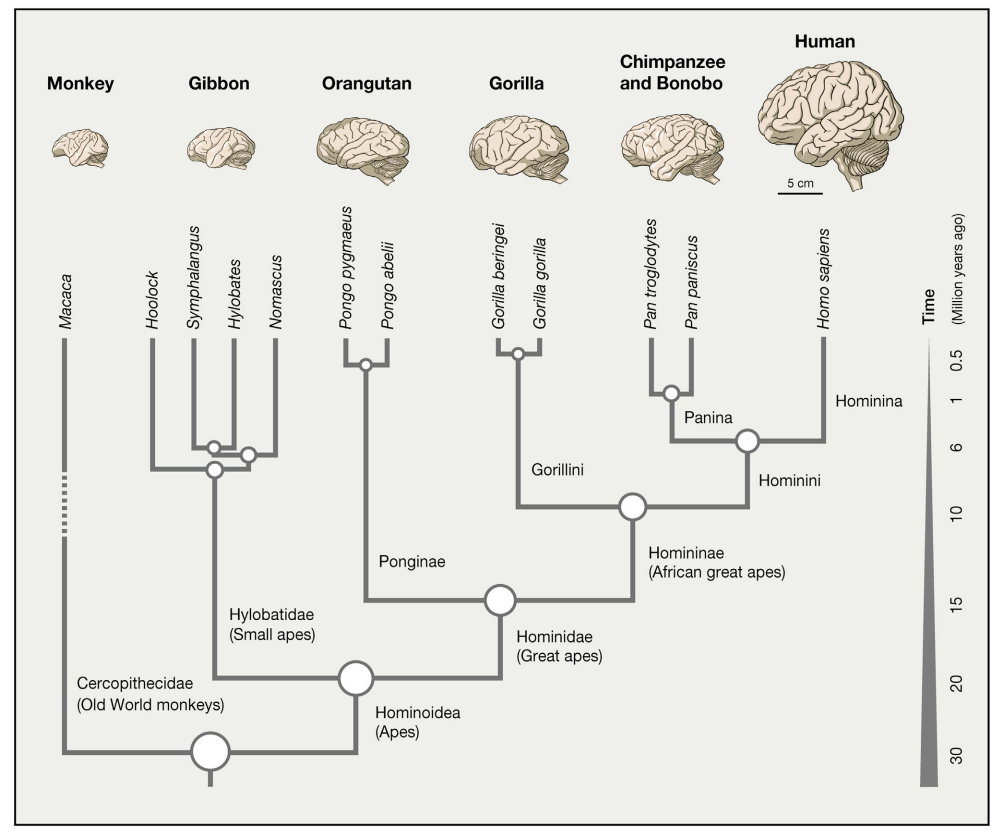 Human
Chimpanzee
and Bonobo
Monkey
Gibbon
Orangutan
Gorilla
5 cm
Macaca
Hoolock
Symphalangus
Hylobates
Nomascus
Pongo pygmaeus
Pongo abelii
Gorilla beringei
Gorilla gorilla
Pan troglodytes
Pan paniscus
Homo sapiens
Time
(Million years ago)
0.5
1
6
10
15
20
30
Hominina
Panina
Gorillini
Hominini
Ponginae
Homininae
(African great apes)
Hylobatidae
(Small apes)
Hominidae
(Great apes)
Cercopithecidae
(Old World monkeys)
Hominoidea
(Apes)